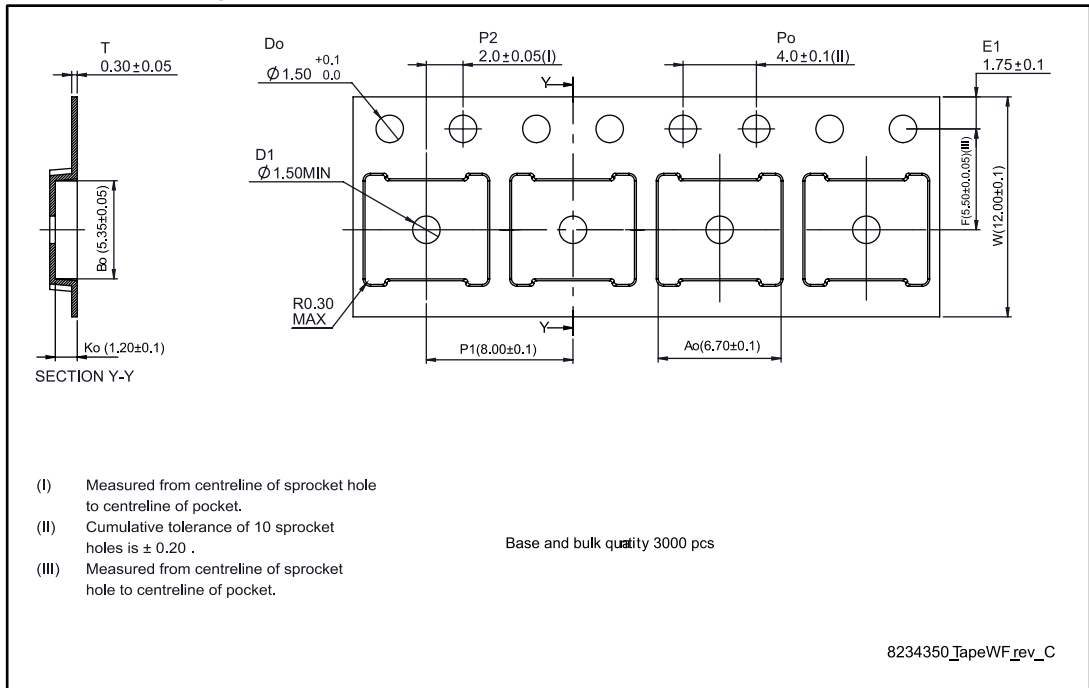 T
0.30±0.05
Do
Ø1.50 +0.1 0.0
P2
2.0±0.05(I)
Po
4.0±0.1(II)
E1
1.75±0.1
Y
D1
Ø1.50MIN
Bo (5.35±0.05)
F(5.50±0.0.05)(III)
W(12.00±0.1)
R0.30
MAX
Y
Ko (1.20±0.1)
P1(8.00±0.1)
Ao(6.70±0.1)
SECTION Y-Y
(I) Measured from centreline of sprocket hole
to centreline of pocket.
(II) Cumulative tolerance of 10 sprocket
holes is ± 0.20 .
(III) Measured from centreline of sprocket
hole to centreline of pocket.
Base and bulk quatity 3000 pcs
8234350_TapeWF_rev_C